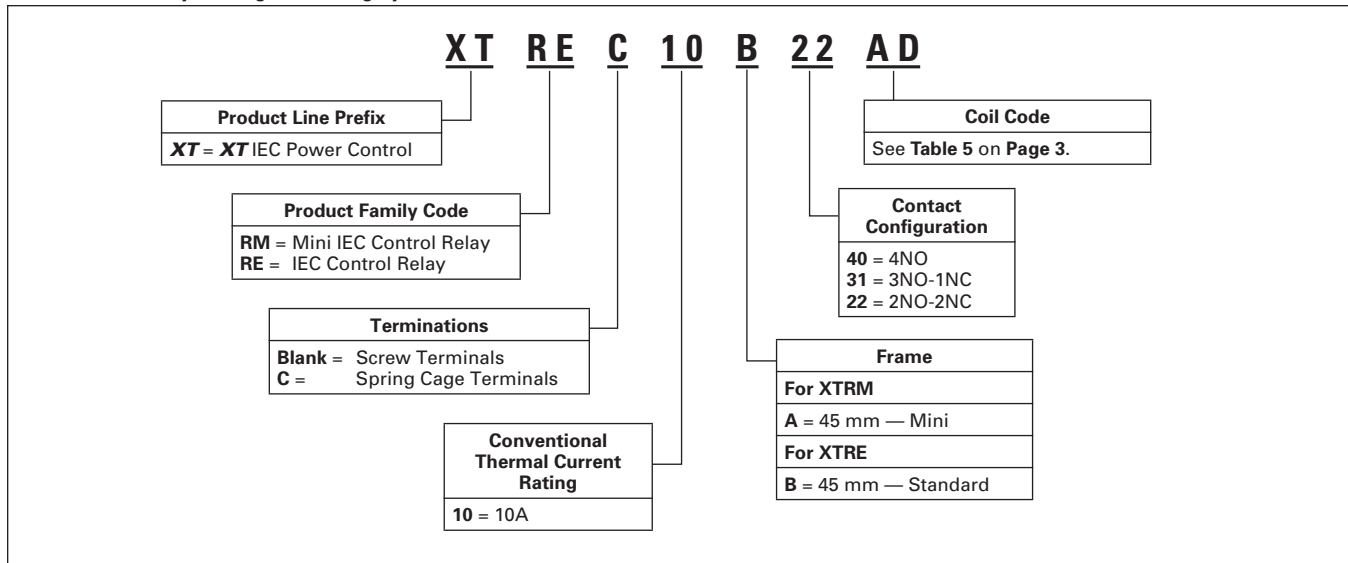 XT RE C 10 B 22 AD
Product Line Prefix
XT = XT IEC Power Control
Product Family Code
RM = Mini IEC Control Relay
RE = IEC Control Relay
Terminations
Blank = Screw Terminals
C = Spring Cage Terminals
Conventional
Thermal Current
Rating
10 = 10A
Coil Code
See Table 5 on Page 3.
Contact
Configuration
40 = 4NO
31 = 3NO-1NC
22 = 2NO-2NC
Frame
For XTRM
A = 45 mm — Mini
For XTRE
B = 45 mm — Standard